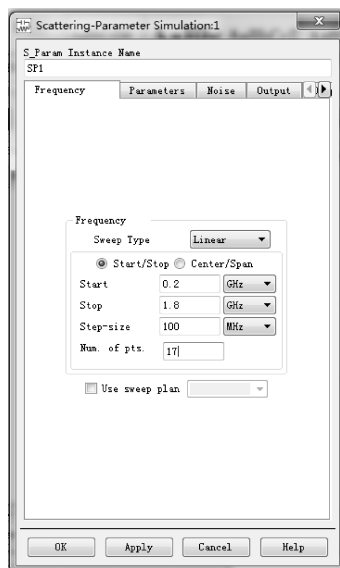 Scattering-Parameter Simulation:1
S_Param Instance Name
SP1
Frequency Parameters Noise Output
Frequency
Sweep Type Linear
Start/Stop Center/Span
Start 0.2 GHz
Stop 1.8 GHz
Step-size 100 MHz
Num. of pts. 17
Use sweep plan
OK Apply Cancel Help